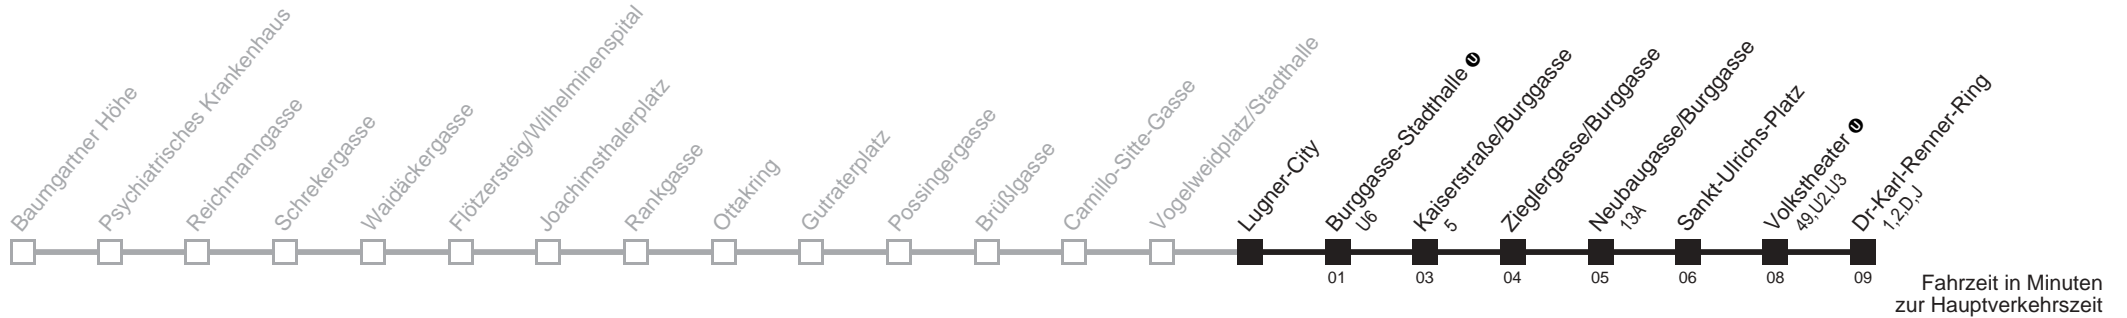 Baumgartner Höhe
Psychiatrisches Krankenhaus
Reichmanngasse
Schrekergasse
Waidäckergasse
Flötzersteig/Wilhelminenspital
Joachimsthalerplatz
Rankgasse
Ottakring
Gutraterplatz
Possingergasse
Brüßlgasse
Camillo-Sitte-Gasse
Vogelweidplatz/Stadthalle
Lugner-City
Burggasse-Stadthalle U
U6
Kaiserstraße/Burggasse
5
Zieglergasse/Burggasse
Neubaugasse/Burggasse
13A
Sankt-Ulrichs-Platz
Volkstheater U
49,U2,U3
Dr-Karl-Renner-Ring
1,2,D,J
01 03 04 05 06 08 09
Fahrzeit in Minuten
zur Hauptverkehrszeit